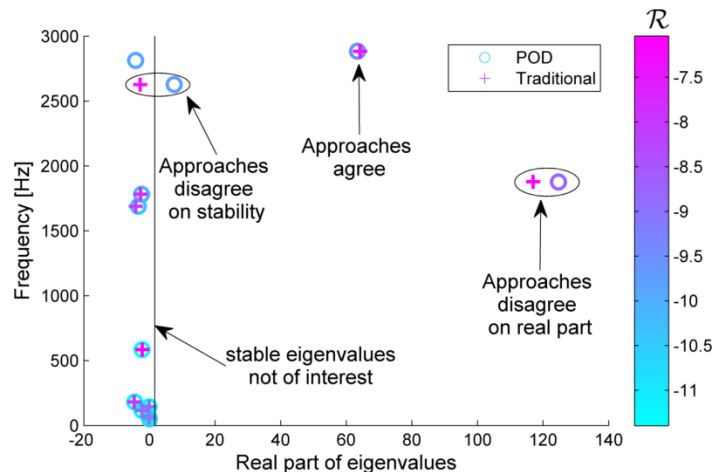 R
3000
2500
2000
1500
1000
500
0
Frequency [Hz]
-20
0
20
40
60
80
100
120
140
Real part of eigenvalues
POD
Traditional
Approaches
disagree
on stability
Approaches
agree
Approaches
disagree
on real part
stable eigenvalues
not of interest
-7.5
-8
-8.5
-9
-9.5
-10
-10.5
-11